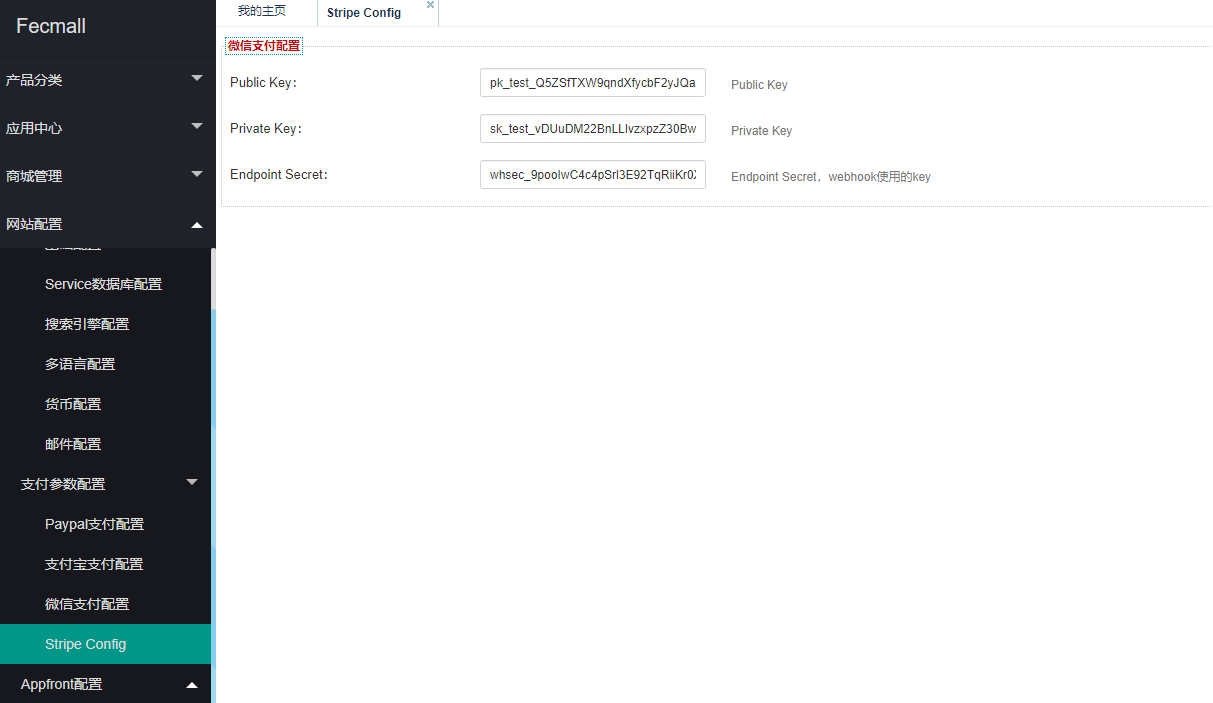 Fecmall
产品分类
应用中心
商城管理
网站配置
Service数据库配置
搜索引擎配置
多语言配置
货币配置
邮件配置
支付参数配置
Paypal支付配置
支付宝支付配置
微信支付配置
Stripe Config
Appfront配置
我的主页
Stripe Config
微信支付配置
Public Key： pk_test_Q5ZSfTXW9qndXfycbF2yJQa Public Key
Private Key： sk_test_vDUuDM22BnLLIvzxpzZ30Bw Private Key
Endpoint Secret： whsec_9poolwC4c4pSrl3E92TqRiiKr0 Endpoint Secret，webhook使用的key